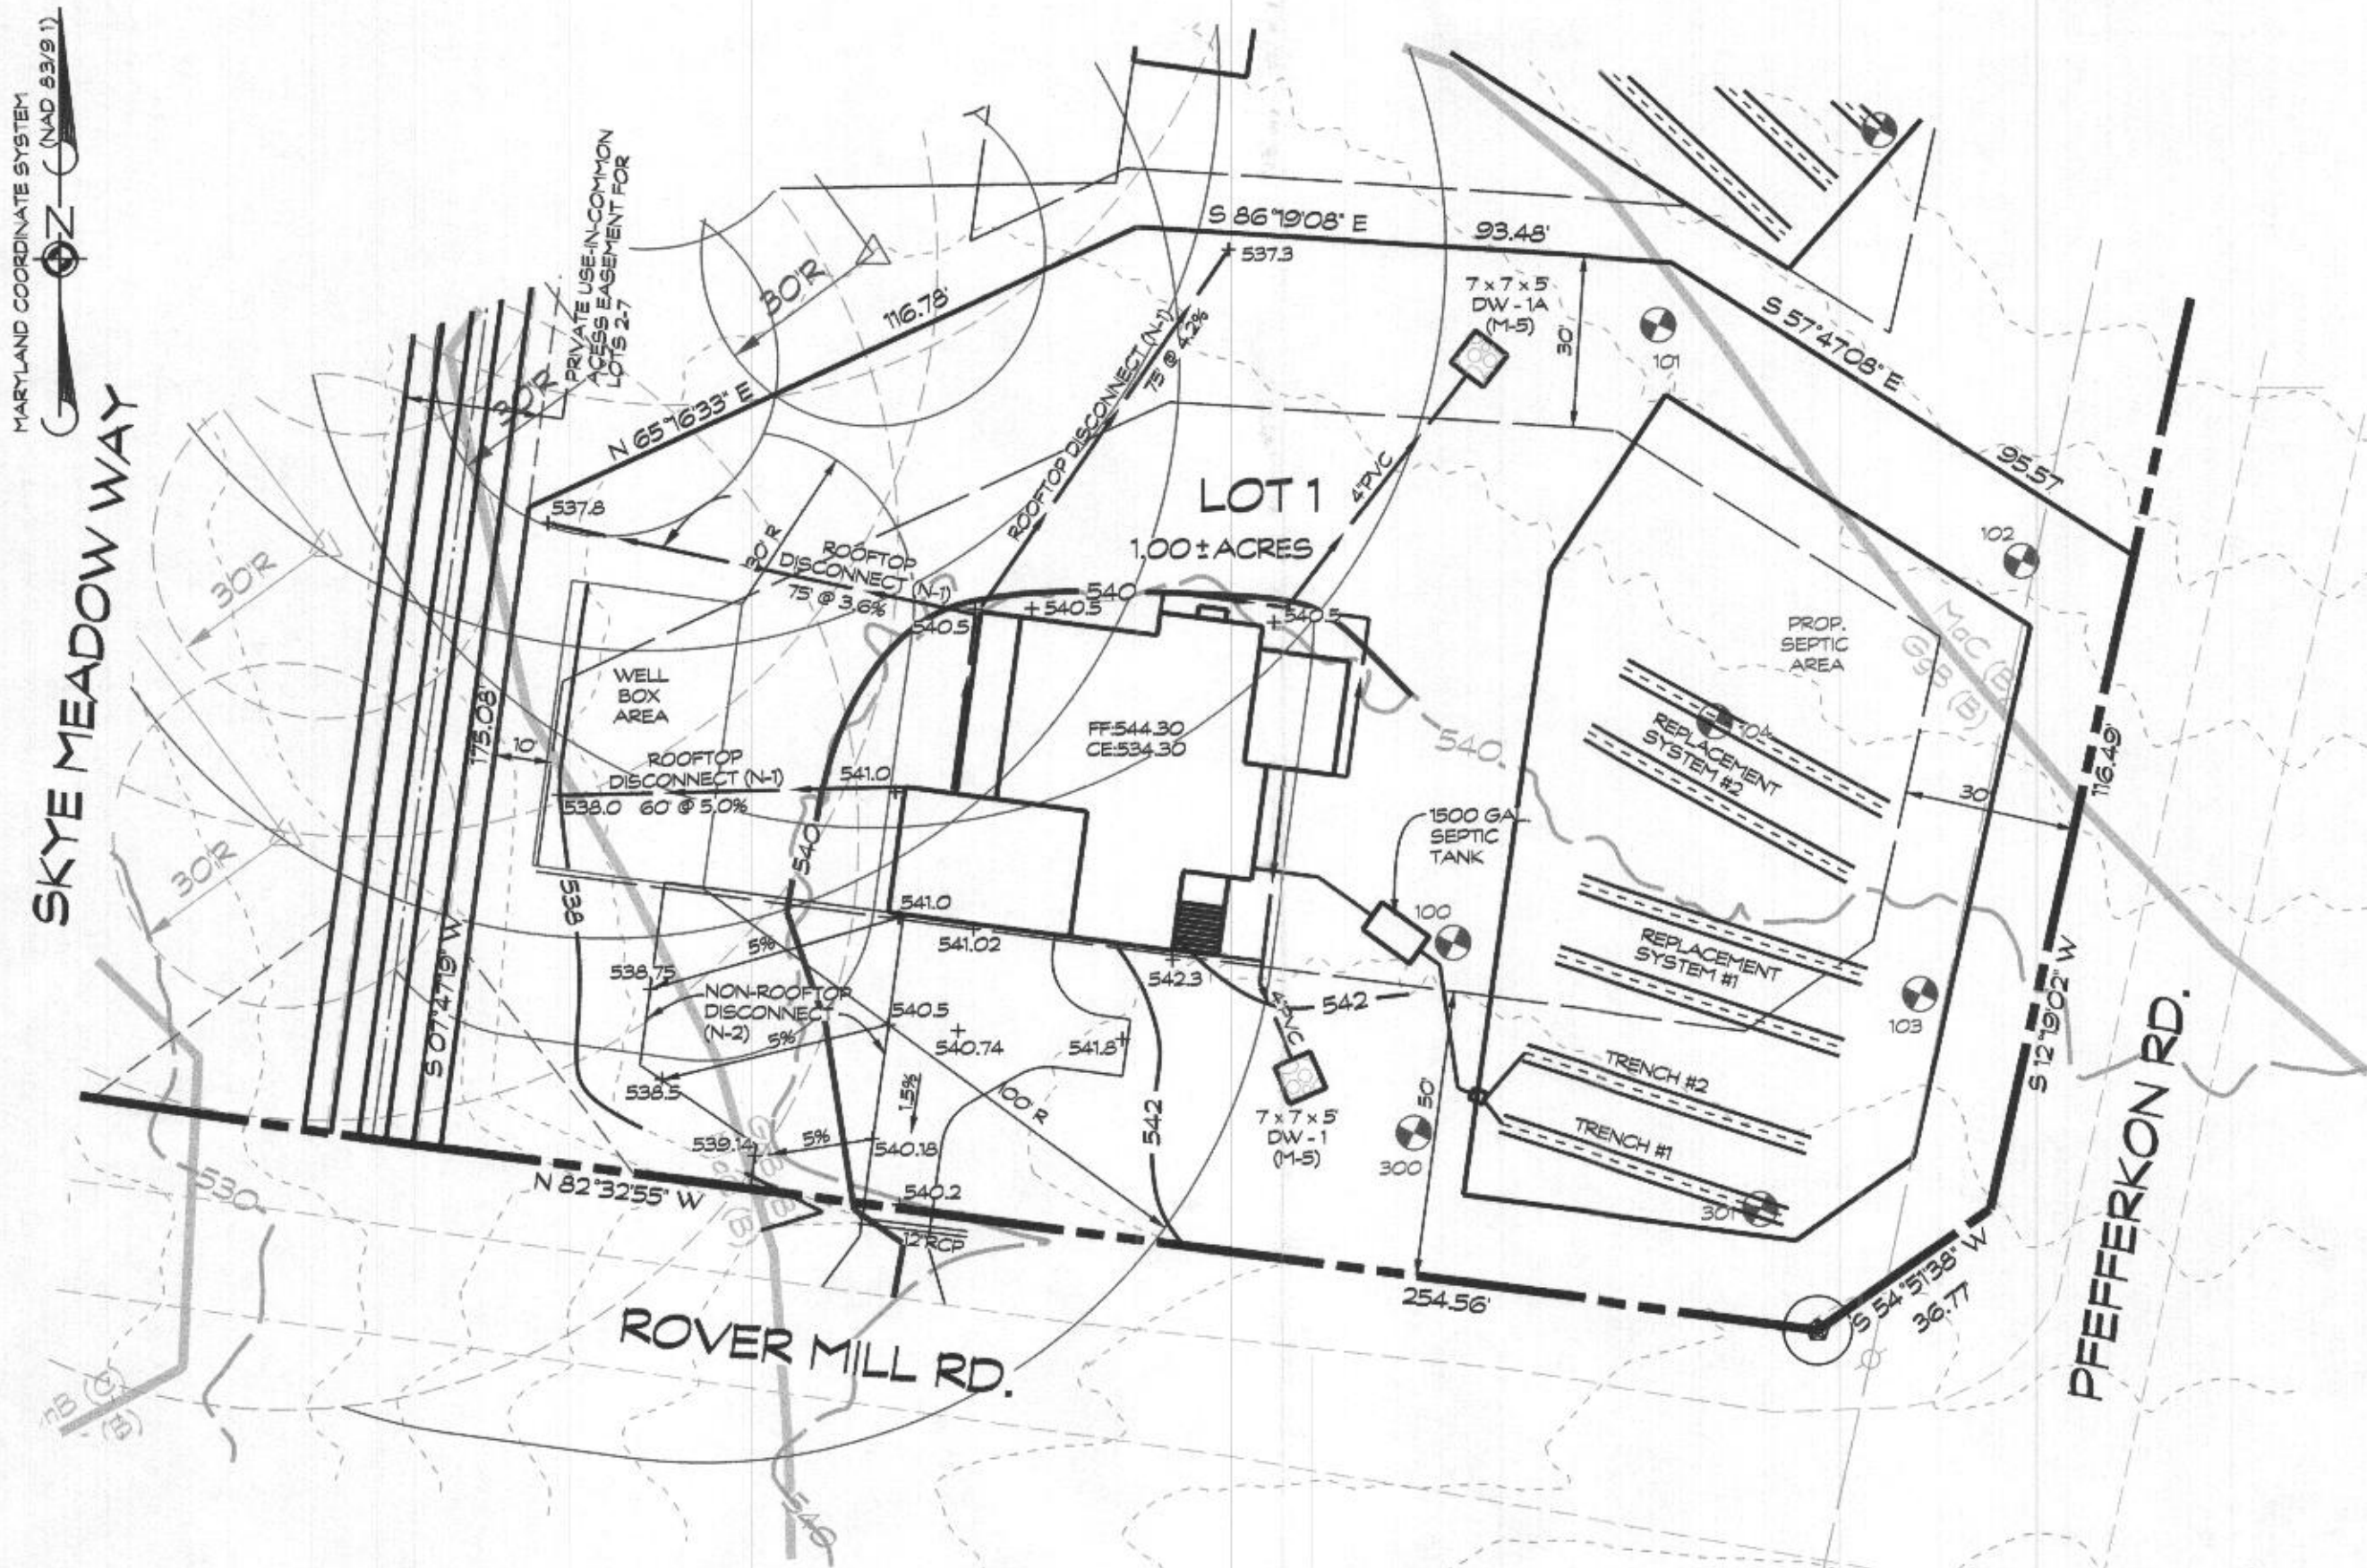 MARYLAND COORDINATE SYSTEM
(NAD 83/91)
Z
SKYE MEADOW WAY
PRIVATE USE-IN-COMMON
ACESS EASEMENT FOR
LOTS 2-7
30'R
30'R
30'R
30'R
N 65°16'33" E
116.78'
S 86°19'08" E
93.48'
537.3
7 x 7 x 5'
DW - 1A
(M-5)
30'
101
S 57°47'08" E
95.57'
102
ROOFTOP DISCONNECT (N-1)
75' @ 4.2%
4"PVC
LOT 1
1.00 ± ACRES
537.8
30' R
ROOFTOP
DISCONNECT (N-1)
75' @ 3.6%
540.5
540
540.5
540.5
WELL
BOX
AREA
175.08'
10'
ROOFTOP
DISCONNECT (N-1)
538.0 60' @ 5.0%
541.0
FF:544.30
CE:534.30
540
PROP.
SEPTIC
AREA
MaC (B)
GgB (B)
104
REPLACEMENT
SYSTEM #2
30'
116.49'
1500 GAL
SEPTIC
TANK
100
540
538
541.0
541.02
542.3
5%
538.75
NON-ROOFTOP
DISCONNECT
(N-2)
540.5
5%
540.74
541.8
538.5
1.5%
100' R
542
542
4"PVC
REPLACEMENT
SYSTEM #1
103
S 12°19'02" W
S 07°47'19" W
539.14
5%
540.18
7 x 7 x 5'
DW - 1
(M-5)
50'
300
TRENCH #2
TRENCH #1
301
PFEFFERKON RD.
530
N 82°32'55" W
540.2
12"RCP
254.56'
S 54°51'38" W
36.77'
ROVER MILL RD.
(B)
540